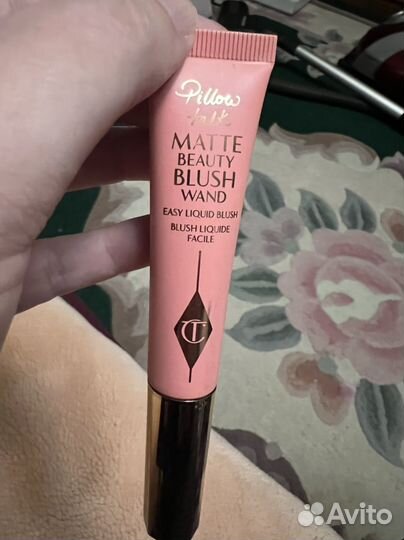 Pillow
talk
MATTE
BEAUTY
BLUSH
WAND
EASY LIQUID BLUSH
BLUSH LIQUIDE
FACILE
CT
Avito